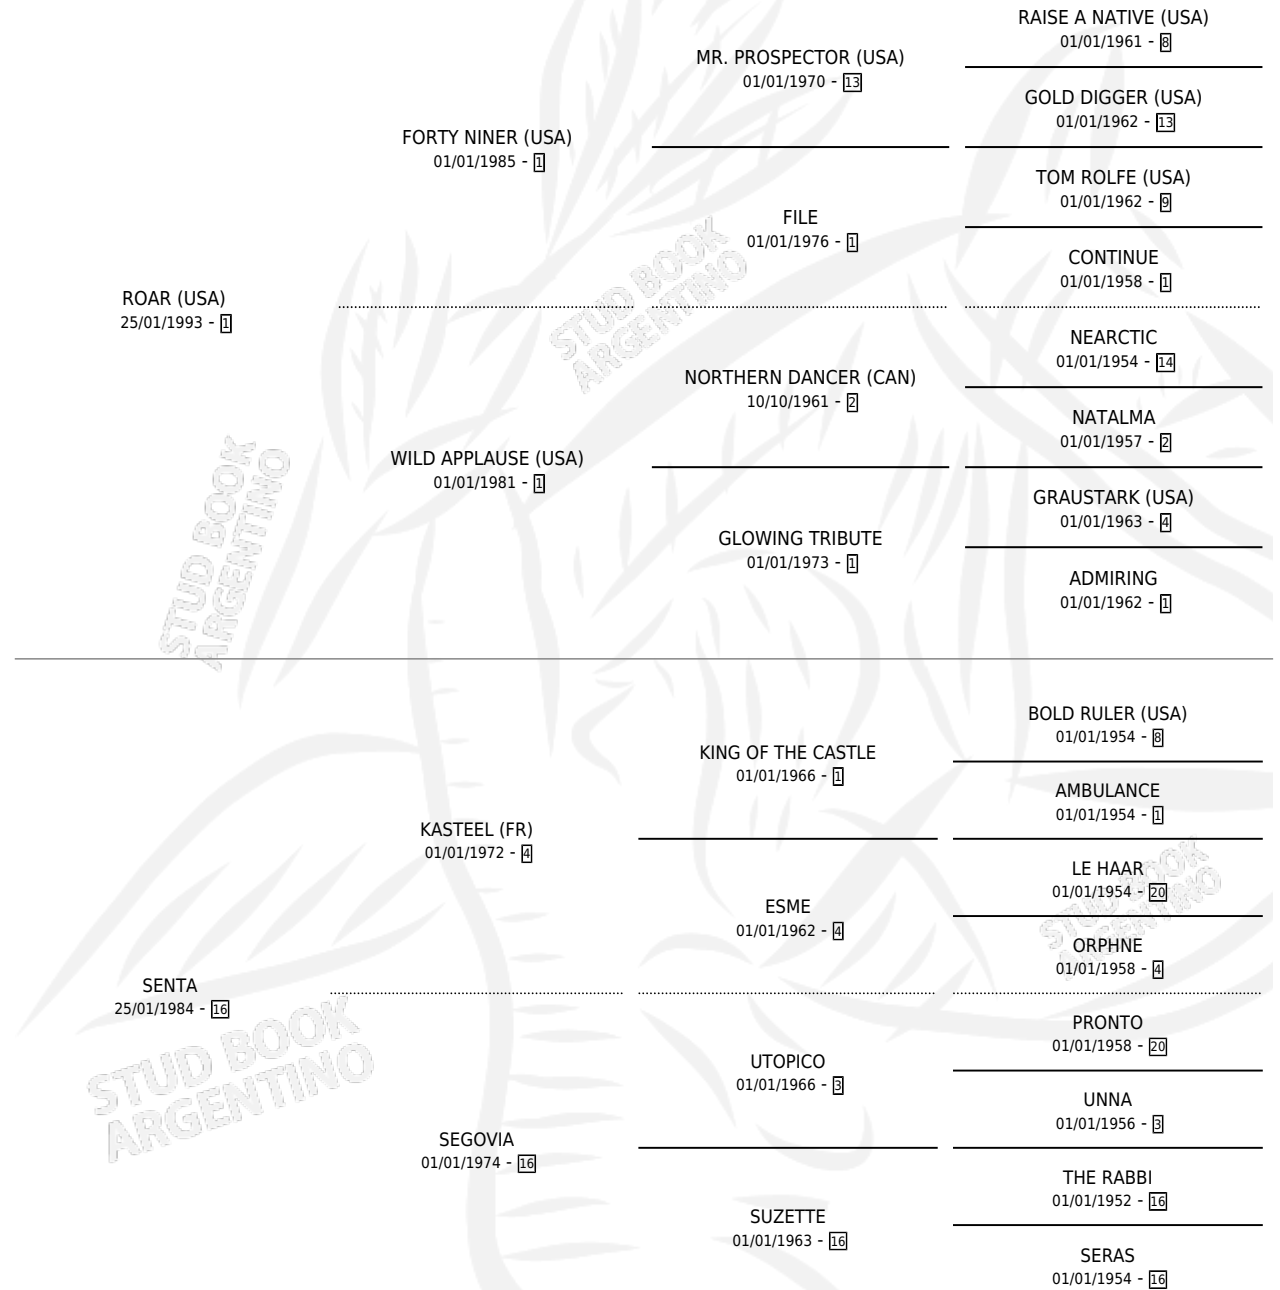 RAISE A NATIVE (USA)
01/01/1961 - 8
MR. PROSPECTOR (USA)
01/01/1970 - 13
GOLD DIGGER (USA)
01/01/1962 - 13
FORTY NINER (USA)
01/01/1985 - 1
TOM ROLFE (USA)
01/01/1962 - 9
FILE
01/01/1976 - 1
CONTINUE
01/01/1958 - 1
ROAR (USA)
25/01/1993 - 1
NEARCTIC
01/01/1954 - 14
NORTHERN DANCER (CAN)
10/10/1961 - 2
NATALMA
01/01/1957 - 2
WILD APPLAUSE (USA)
01/01/1981 - 1
GRAUSTARK (USA)
01/01/1963 - 4
GLOWING TRIBUTE
01/01/1973 - 1
ADMIRING
01/01/1962 - 1
STUD BOOK
ARGENTINO
STUD BOOK
ARGENTINO
BOLD RULER (USA)
01/01/1954 - 8
KING OF THE CASTLE
01/01/1966 - 1
AMBULANCE
01/01/1954 - 1
KASTEEL (FR)
01/01/1972 - 4
LE HAAR
01/01/1954 - 20
ESME
01/01/1962 - 4
ORPHNE
01/01/1958 - 4
SENTA
25/01/1984 - 16
PRONTO
01/01/1958 - 20
UTOPICO
01/01/1966 - 3
UNNA
01/01/1956 - 3
SEGOVIA
01/01/1974 - 16
THE RABBI
01/01/1952 - 16
SUZETTE
01/01/1963 - 16
SERAS
01/01/1954 - 16
STUD BOOK
ARGENTINO
STUD BOOK
ARGENTINO